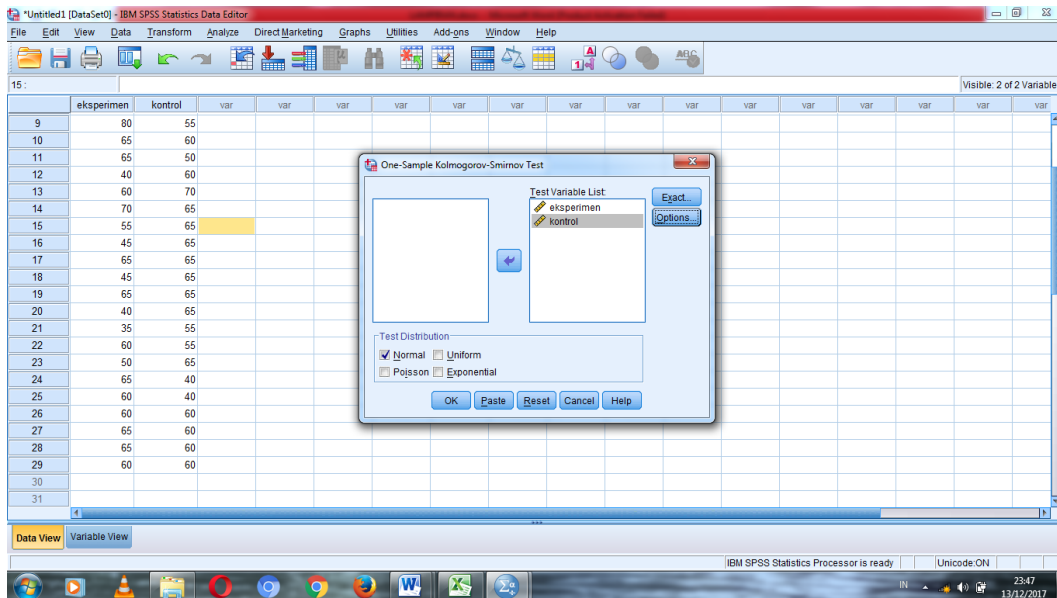 *Untitled1 [DataSet0] - IBM SPSS Statistics Data Editor
File Edit View Data Transform Analyze Direct Marketing Graphs Utilities Add-ons Window Help
15 :
Visible: 2 of 2 Variable
eksperimen kontrol var var var var var var var var var var var var var var var
9 80 55
10 65 60
11 65 50
12 40 60
13 60 70
14 70 65
15 55 65
16 45 65
17 65 65
18 45 65
19 65 65
20 40 65
21 35 55
22 60 55
23 50 65
24 65 40
25 60 40
26 60 60
27 65 60
28 65 60
29 60 60
30
31
One-Sample Kolmogorov-Smirnov Test
Test Variable List:
eksperimen
kontrol
Exact...
Options...
Test Distribution
Normal Uniform
Poisson Exponential
OK Paste Reset Cancel Help
Data View Variable View
IBM SPSS Statistics Processor is ready Unicode:ON
IN 23:47
13/12/2017